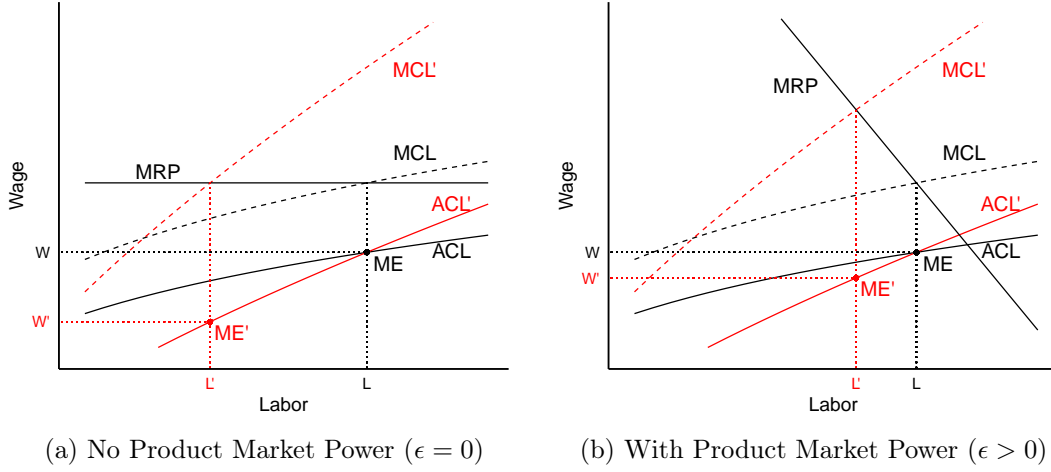 MCL'
MCL
MRP
ACL'
ACL
ME
ME'
Wage
W
W'
L'
L
Labor
(a) No Product Market Power (ϵ = 0)
MCL'
MRP
MCL
ACL'
ACL
ME
ME'
Wage
W
W'
L'
L
Labor
(b) With Product Market Power (ϵ > 0)